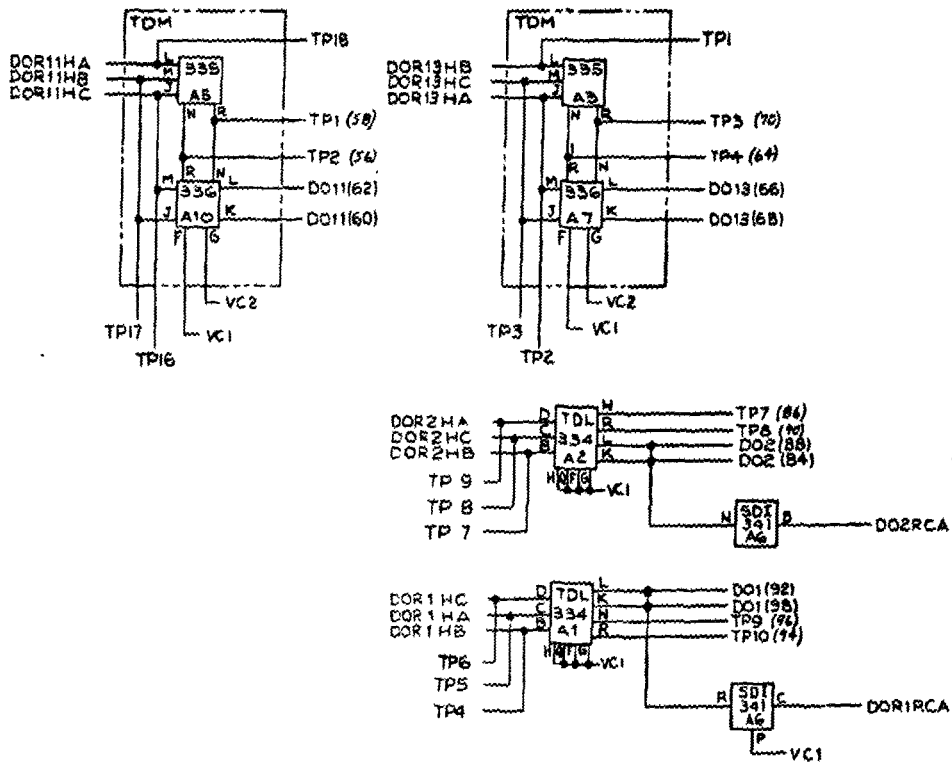 TDM
TP18
DOR11HA L
DOR11HB M 335
DOR11HC J A5
N R
TP1 (58)
TP2 (56)
R N
M 336 L DO11(62)
J A10 K DO11(60)
F G
VC2
VC1
TP17
TP16
TDM
TP1
DOR13HB L 335
DOR13HC M
DOR13HA J A3
N R
TP3 (70)
TP4 (64)
R N
M 336 L DO13(66)
J A7 K DO13(68)
F G
VC2
VC1
TP3
TP2
DOR2HA D TDL
DOR2HC C 334
DOR2HB B A2
TP7 (86)
R TP8 (90)
L DO2 (88)
K DO2 (84)
H Q F G VC1
TP 9
TP 8
TP 7
N SDI 341 A6 B DO2RCA
DOR1HC D TDL
DOR1HA C 334
DOR1HB B A1
L DO1(92)
K DO1(98)
N TP9(96)
R TP10(94)
H Q F G VC1
TP6
TP5
TP4
R SDI 341 A6 C DOR1RCA
P
VC1